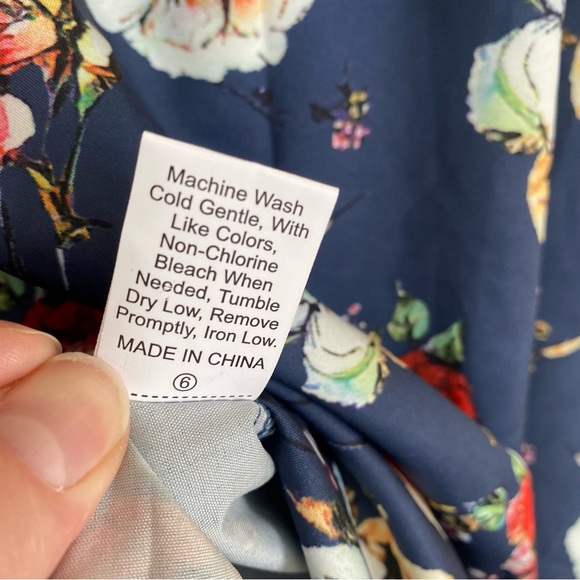 Machine Wash
Cold Gentle, With
Like Colors,
Non-Chlorine
Bleach When
Needed, Tumble
Dry Low, Remove
Promptly, Iron Low.
MADE IN CHINA
⑥